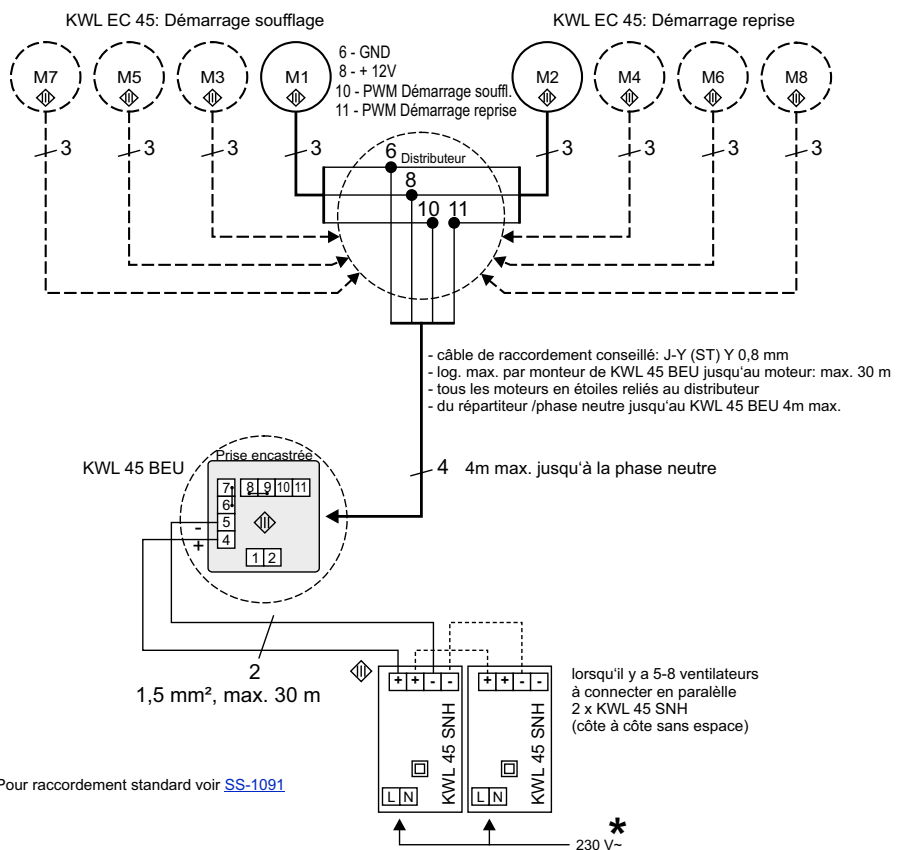 KWL EC 45: Démarrage soufflage
KWL EC 45: Démarrage reprise
M7
M5
M3
M1
M2
M4
M6
M8
6 - GND
8 - + 12V
10 - PWM Démarrage souffl.
11 - PWM Démarrage reprise
3
3
3
3
3
3
3
3
6
Distributeur
8
10
11
- câble de raccordement conseillé: J-Y (ST) Y 0,8 mm
- log. max. par monteur de KWL 45 BEU jusqu‘au moteur: max. 30 m
- tous les moteurs en étoiles reliés au distributeur
- du répartiteur /phase neutre jusqu‘au KWL 45 BEU 4m max.
4
4m max. jusqu‘à la phase neutre
KWL 45 BEU
Prise encastrée
7
8 9 10 11
6
5
4
-
+
1 2
2
1,5 mm², max. 30 m
+ + - -
+ + - -
KWL 45 SNH
KWL 45 SNH
L N
L N
lorsqu‘il y a 5-8 ventilateurs
à connecter en paralèlle
2 x KWL 45 SNH
(côte à côte sans espace)
Pour raccordement standard voir SS-1091
*
230 V~